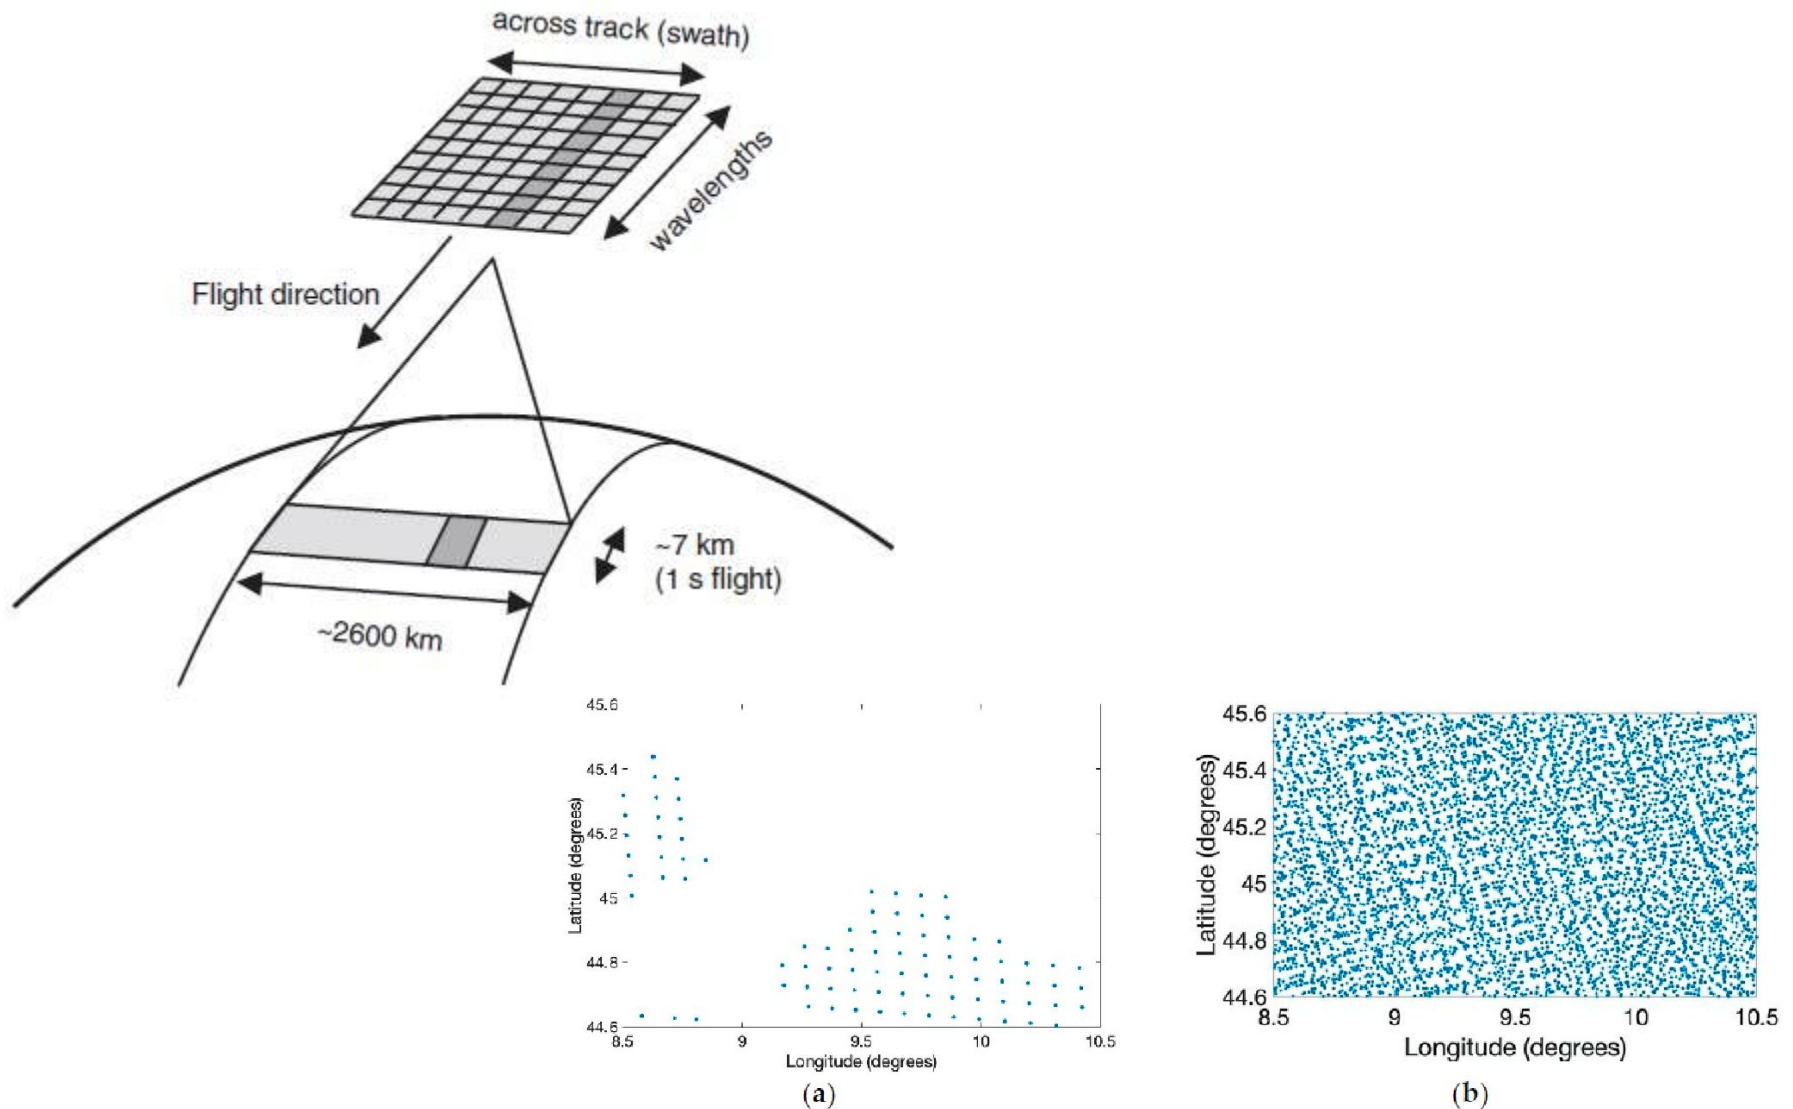 across track (swath)
wavelengths
Flight direction
~7 km
(1 s flight)
~2600 km
45.6
45.4
45.2
45
44.8
44.6
Latitude (degrees)
8.5 9 9.5 10 10.5
Longitude (degrees)
(a)
45.6
45.4
45.2
45
44.8
44.6
Latitude (degrees)
8.5 9 9.5 10 10.5
Longitude (degrees)
(b)